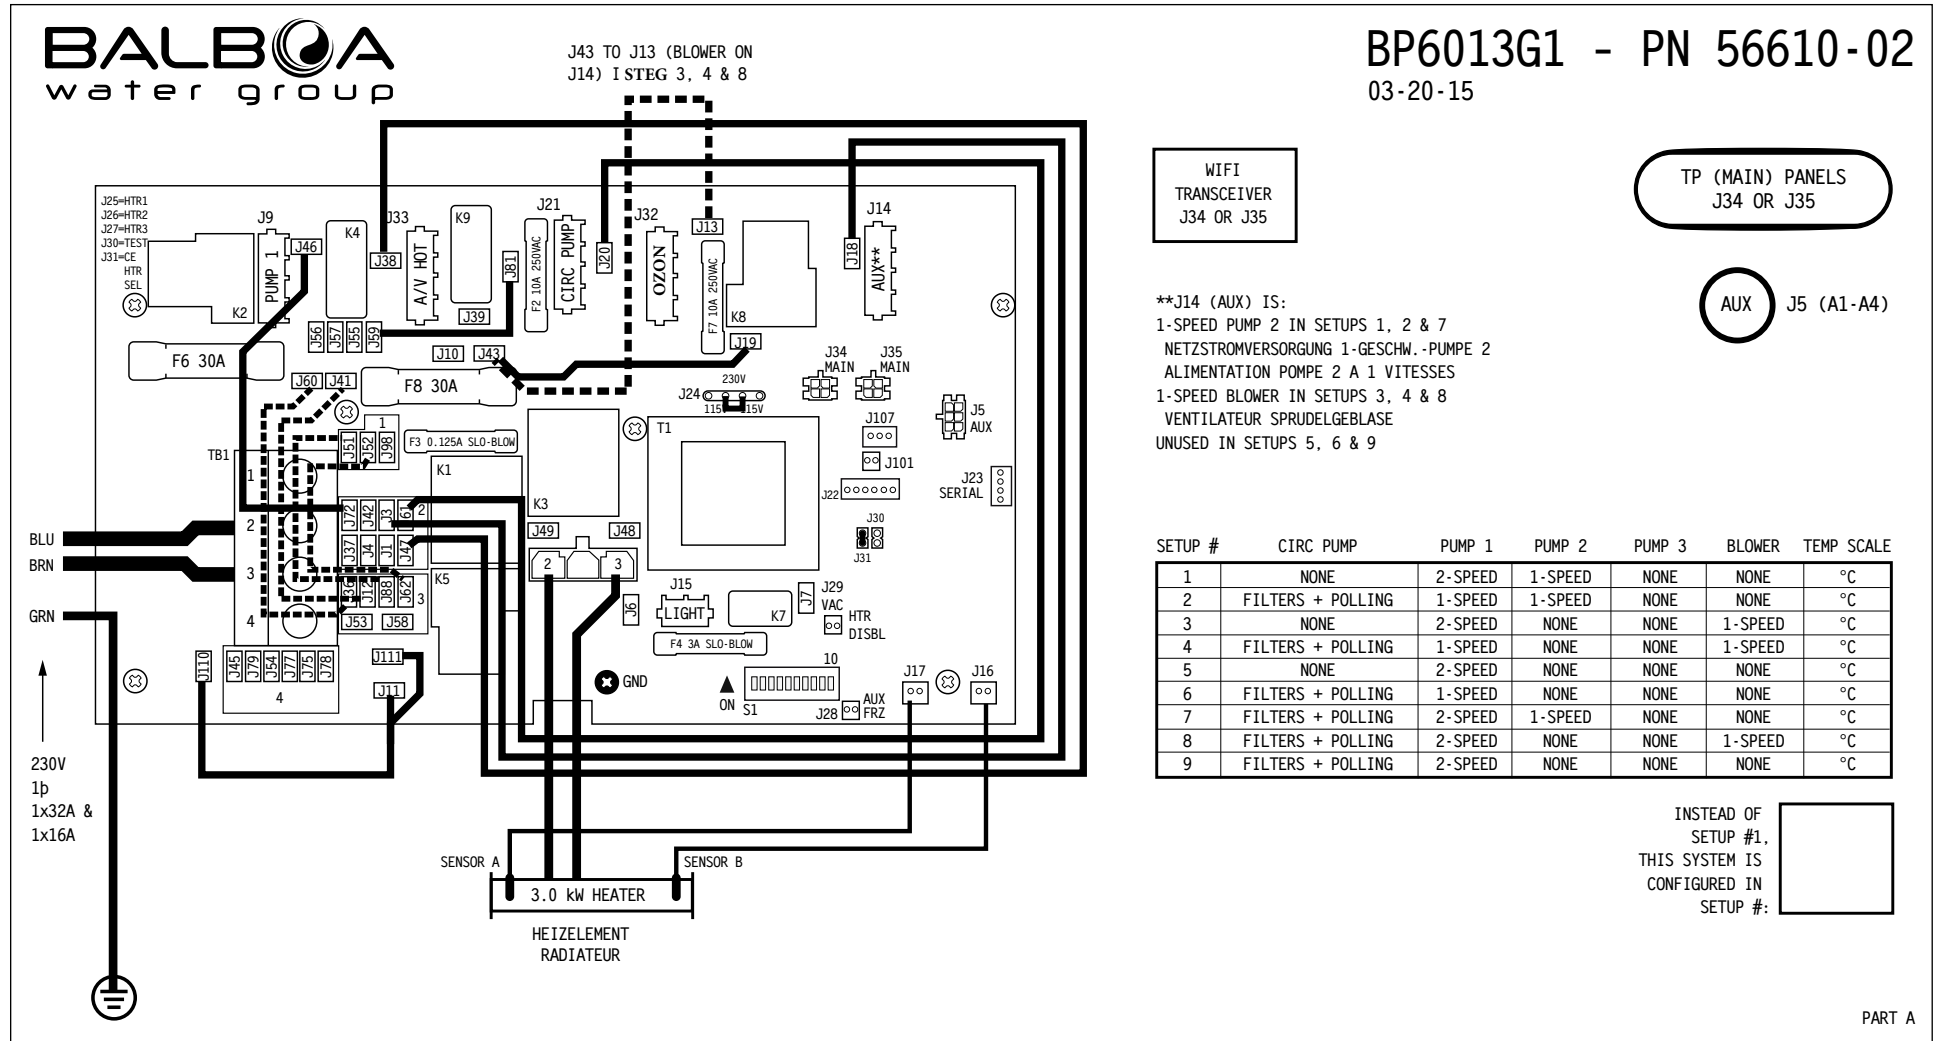 BALBOA
water group
J43 TO J13 (BLOWER ON
J14) I STEG 3, 4 & 8
BP6013G1 - PN 56610-02
03-20-15
WIFI
TRANSCEIVER
J34 OR J35
TP (MAIN) PANELS
J34 OR J35
AUX
J5 (A1-A4)
**J14 (AUX) IS:
1-SPEED PUMP 2 IN SETUPS 1, 2 & 7
NETZSTROMVERSORGUNG 1-GESCHW.-PUMPE 2
ALIMENTATION POMPE 2 A 1 VITESSES
1-SPEED BLOWER IN SETUPS 3, 4 & 8
VENTILATEUR SPRUDELGEBLASE
UNUSED IN SETUPS 5, 6 & 9
J25=HTR1
J26=HTR2
J27=HTR3
J30=TEST
J31=CE
HTR
SEL
K2
J9
PUMP 1
J46
K4
J33
J38
A/V HOT
K9
J39
J81
J21
F2 10A 250VAC
CIRC PUMP
J20
J32
OZON
J13
F7 10A 250VAC
K8
J19
J18
J14
AUX**
J56
J57
J55
J59
J10
J43
F6 30A
J60
J41
F8 30A
J24
230V
115V
115V
J34
MAIN
J35
MAIN
J5
AUX
J107
J101
J22
J23
SERIAL
J30
J31
1
J51
J52
J98
F3 0.125A SLO-BLOW
TB1
1
2
3
4
K1
K3
T1
J72
J42
J3
J61
2
J37
J4
J1
J47
J36
J12
J88
J62
3
J53
J58
K5
J49
J48
2
3
J6
J15
LIGHT
K7
J7
J29
VAC
HTR
DISBL
F4 3A SLO-BLOW
GND
ON
S1
10
J28
AUX
FRZ
J17
J16
BLU
BRN
GRN
J110
J45
J79
J54
J77
J75
J78
4
J111
J11
230V
1þ
1x32A &
1x16A
SENSOR A
SENSOR B
3.0 kW HEATER
HEIZELEMENT
RADIATEUR
SETUP # CIRC PUMP PUMP 1 PUMP 2 PUMP 3 BLOWER TEMP SCALE
1 NONE 2-SPEED 1-SPEED NONE NONE °C
2 FILTERS + POLLING 1-SPEED 1-SPEED NONE NONE °C
3 NONE 2-SPEED NONE NONE 1-SPEED °C
4 FILTERS + POLLING 1-SPEED NONE NONE 1-SPEED °C
5 NONE 2-SPEED NONE NONE NONE °C
6 FILTERS + POLLING 1-SPEED NONE NONE NONE °C
7 FILTERS + POLLING 2-SPEED 1-SPEED NONE NONE °C
8 FILTERS + POLLING 2-SPEED NONE NONE 1-SPEED °C
9 FILTERS + POLLING 2-SPEED NONE NONE NONE °C
INSTEAD OF
SETUP #1,
THIS SYSTEM IS
CONFIGURED IN
SETUP #:
PART A